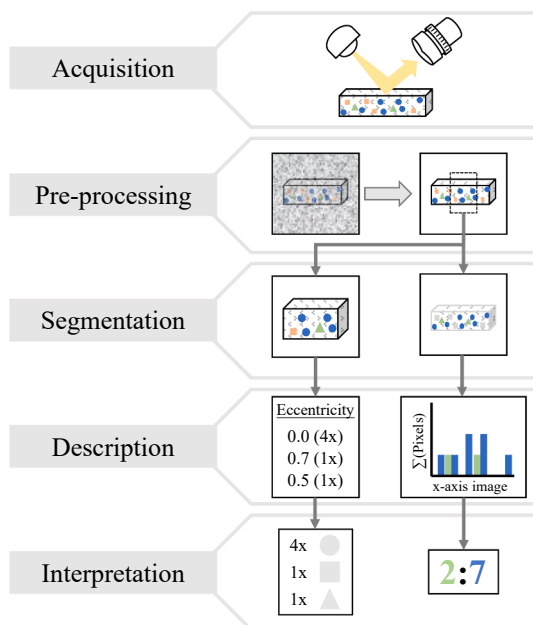 Acquisition
Pre-processing
Segmentation
Description
Eccentricity
0.0 (4x)
0.7 (1x)
0.5 (1x)
∑(Pixels)
x-axis image
Interpretation
4x
1x
1x
2:7